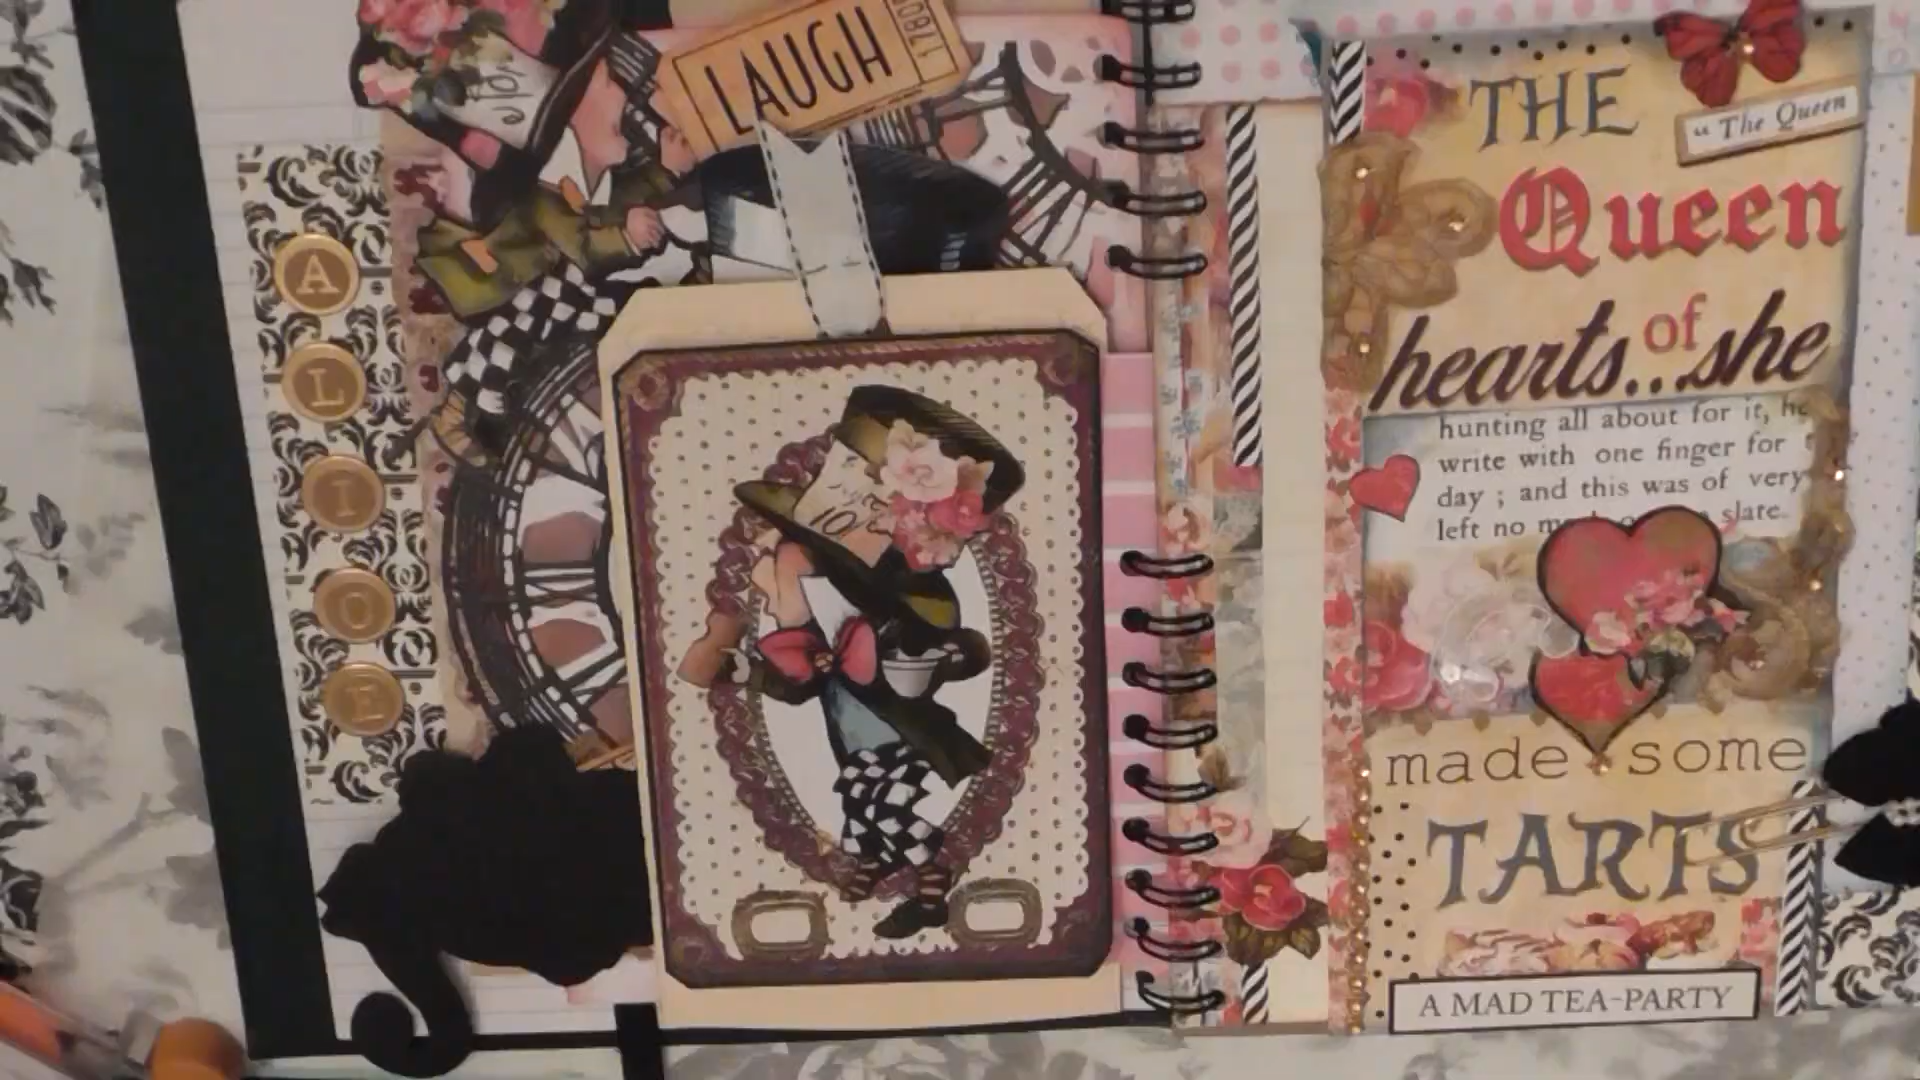 LAUGH
17801
A
L
I
C
E
10/
THE
" The Queen
Queen
of
hearts...she
hunting all about for it, he
write with one finger for
day ; and this was of very
left no slate.
made some
TARTS
A MAD TEA-PARTY